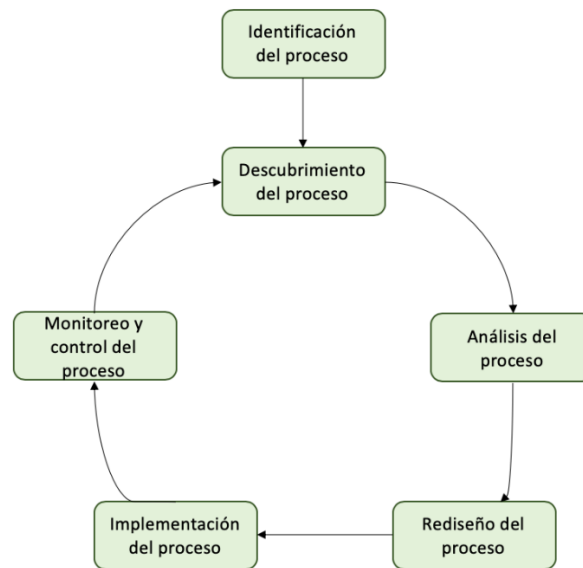 Identificación
del proceso
Descubrimiento
del proceso
Análisis del
proceso
Rediseño del
proceso
Implementación
del proceso
Monitoreo y
control del
proceso